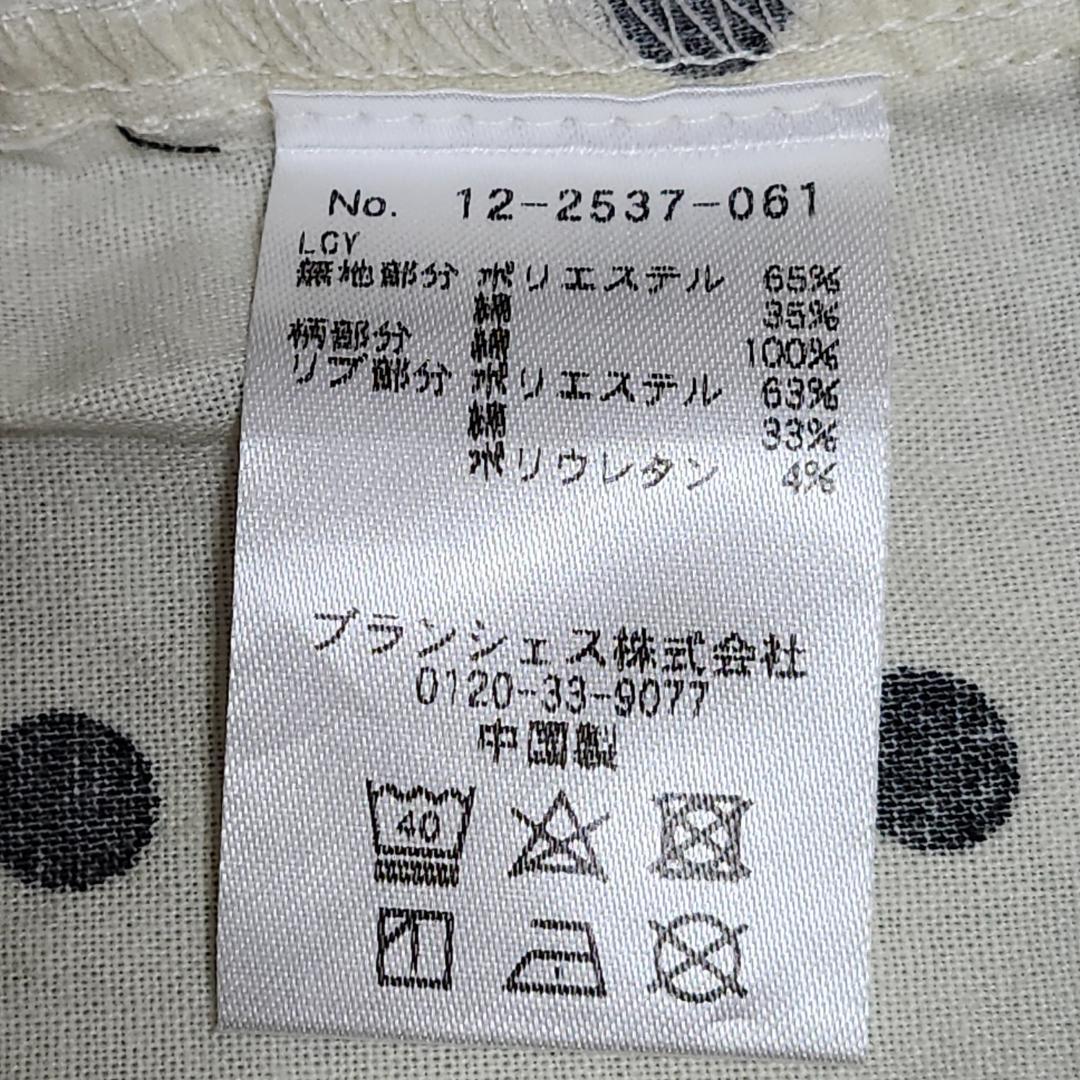 No. 12-2537-061
LCY
無地部分 ポリエステル 65%
綿 35%
柄部分 綿 100%
リブ部分 ポリエステル 63%
綿 33%
ポリウレタン 4%
ブランシェス株式会社
0120-33-9077
中国製
40